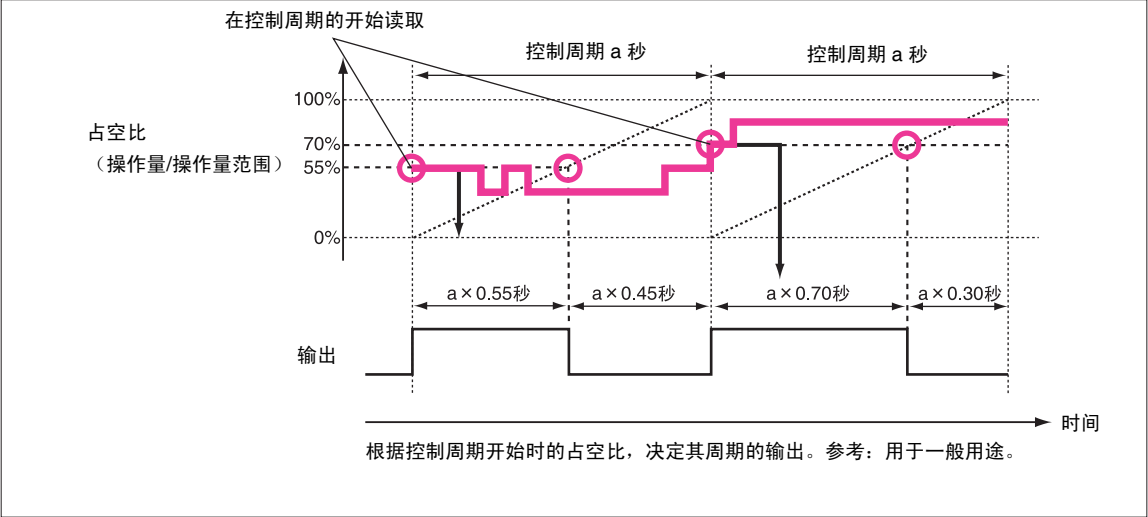 在控制周期的开始读取
控制周期 a 秒
控制周期 a 秒
100%
占空比
（操作量/操作量范围）
70%
55%
0%
a×0.55秒
a×0.45秒
a×0.70秒
a×0.30秒
输出
时间
根据控制周期开始时的占空比，决定其周期的输出。参考：用于一般用途。